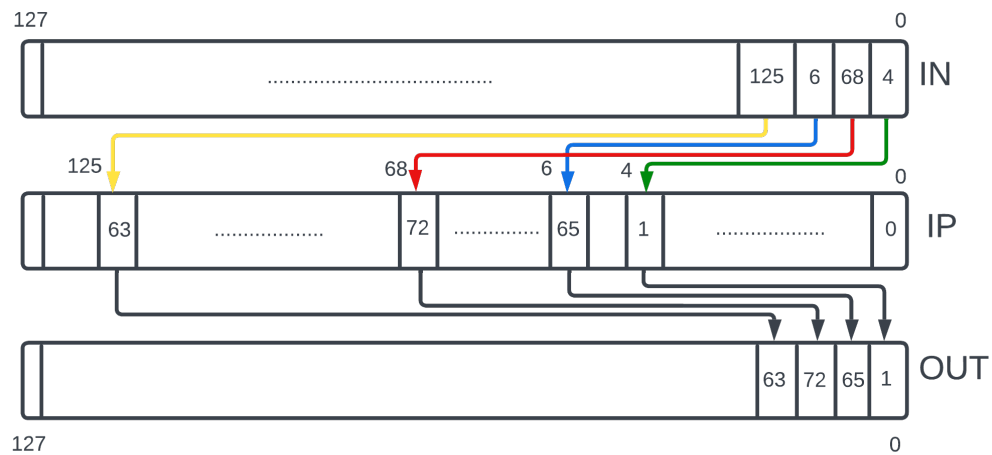 127 0
........................................ 125 6 68 4 IN
125 68 6 4 0
63 ................... 72 ............... 65 1 ................... 0 IP
63 72 65 1 OUT
127 0